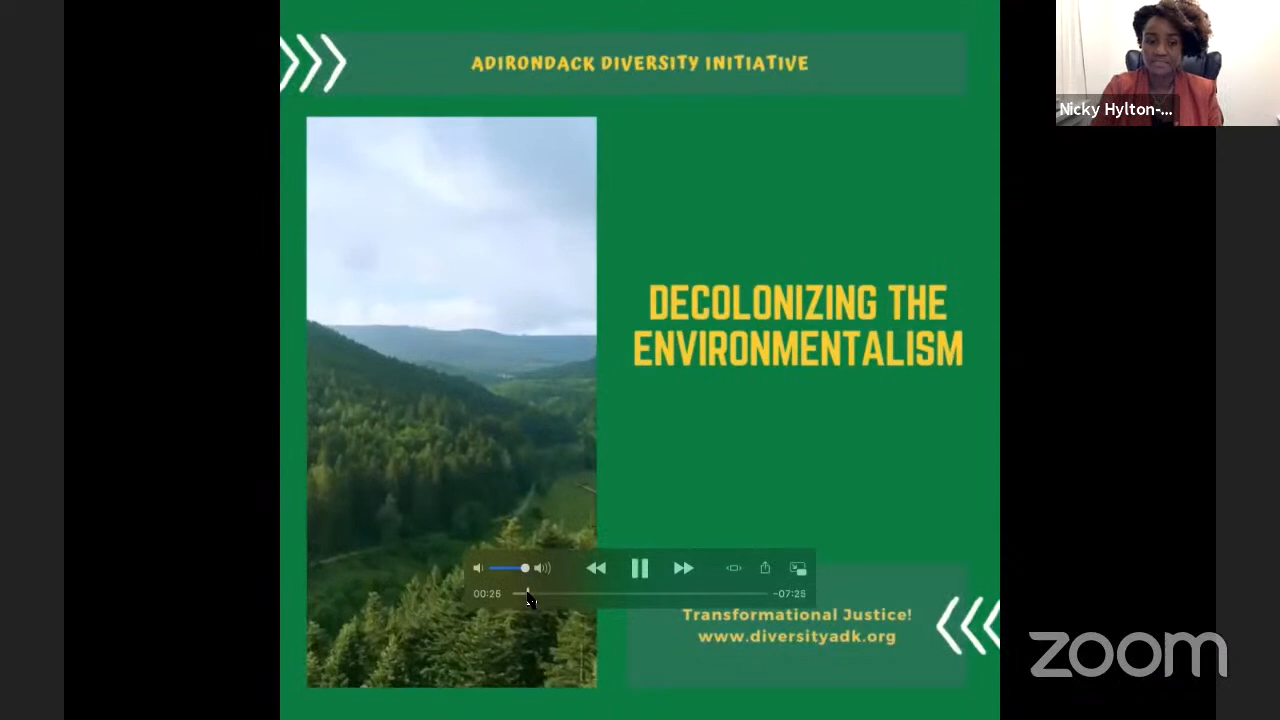 ADIRONDACK DIVERSITY INITIATIVE
Nicky Hylton-...
DECOLONIZING THE
ENVIRONMENTALISM
00:25
-07:25
Transformational Justice!
www.diversityadk.org
zoom